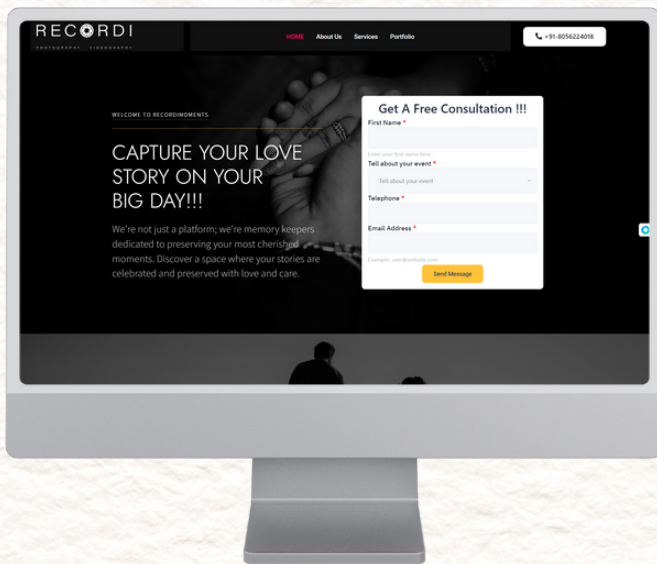 RECORDI
PHOTOGRAPHY VIDEOGRAPHY
HOME About Us Services Portfolio
+91-8056224018
WELCOME TO RECORDIMOMENTS
CAPTURE YOUR LOVE
STORY ON YOUR
BIG DAY!!!
We're not just a platform; we're memory keepers
dedicated to preserving your most cherished
moments. Discover a space where your stories are
celebrated and preserved with love and care.
Get A Free Consultation !!!
First Name *
Enter your first name here
Tell about your event *
Tell about your event
Telephone *
Email Address *
Example: user@website.com
Send Message